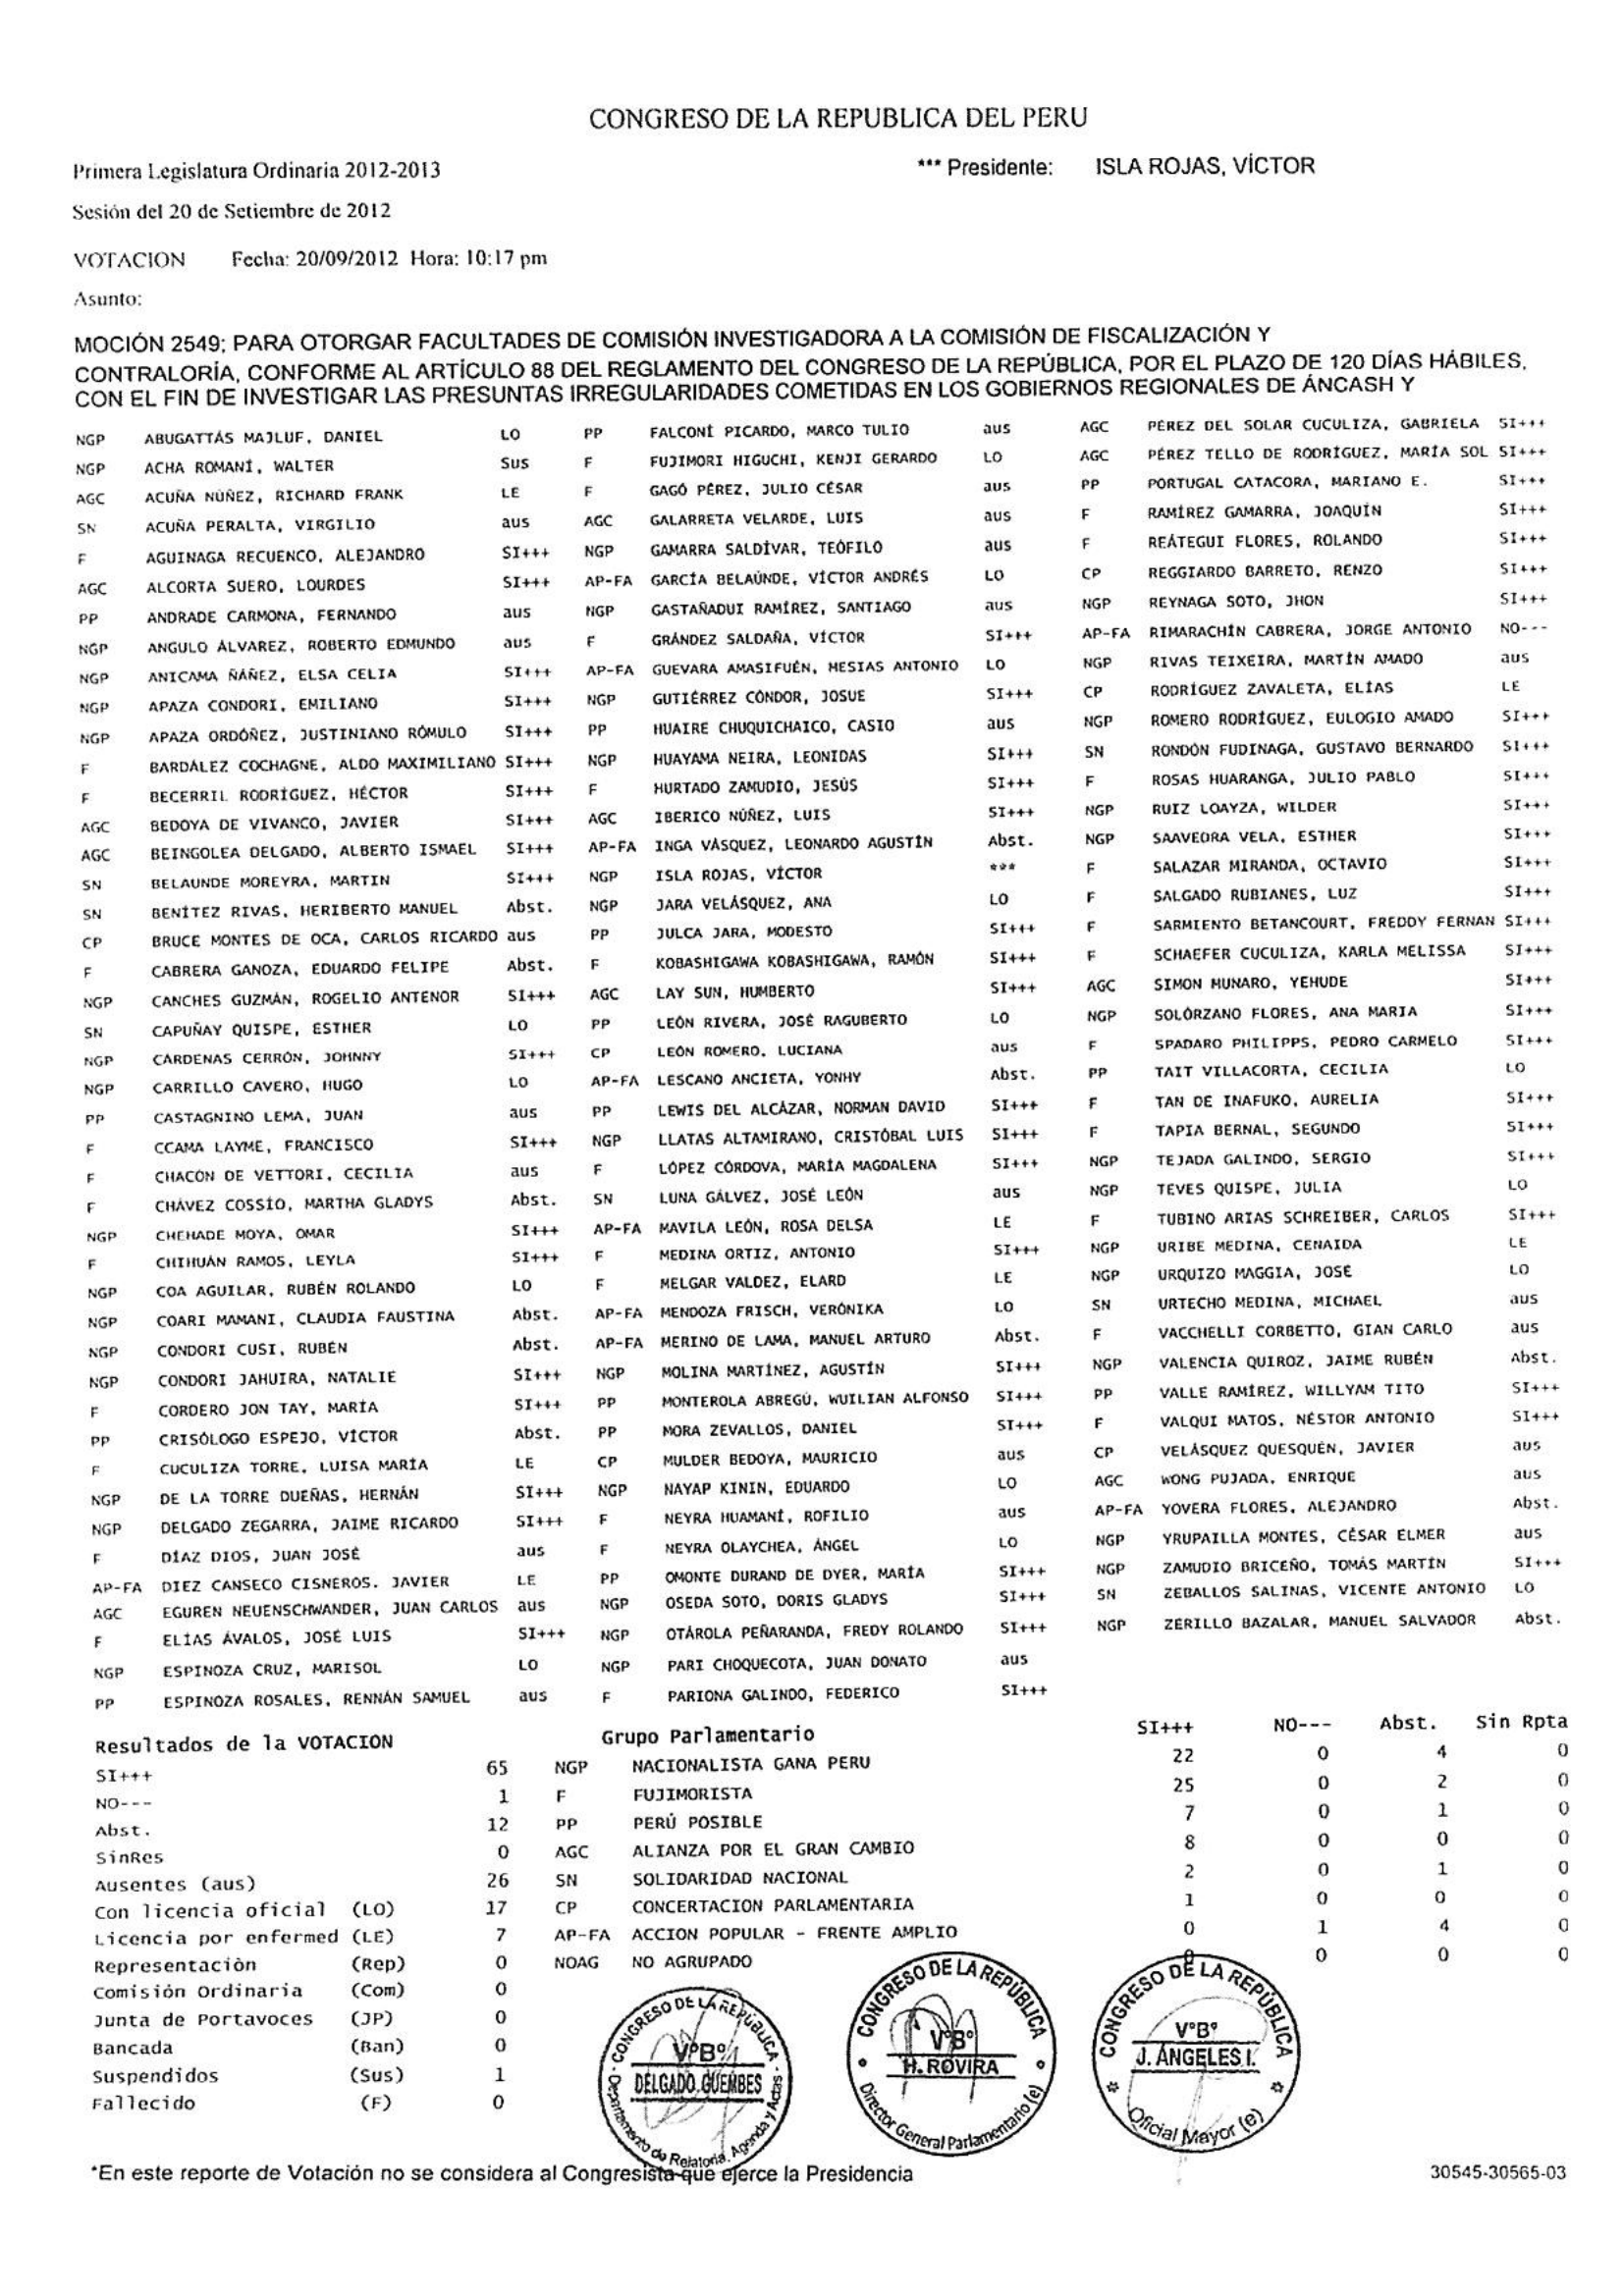 CONGRESO DE LA REPUBLICA DEL PERU
Primera Legislatura Ordinaria 2012-2013 *** Presidente: ISLA ROJAS, VÍCTOR
Sesión del 20 de Setiembre de 2012
VOTACION Fecha: 20/09/2012 Hora: 10:17 pm
Asunto:
MOCIÓN 2549; PARA OTORGAR FACULTADES DE COMISIÓN INVESTIGADORA A LA COMISIÓN DE FISCALIZACIÓN Y
CONTRALORÍA, CONFORME AL ARTÍCULO 88 DEL REGLAMENTO DEL CONGRESO DE LA REPÚBLICA, POR EL PLAZO DE 120 DÍAS HÁBILES,
CON EL FIN DE INVESTIGAR LAS PRESUNTAS IRREGULARIDADES COMETIDAS EN LOS GOBIERNOS REGIONALES DE ÁNCASH Y
NGP ABUGATTÁS MAJLUF, DANIEL LO PP FALCONÍ PICARDO, MARCO TULIO aus AGC PÉREZ DEL SOLAR CUCULIZA, GABRIELA SI+++
NGP ACHA ROMANÍ, WALTER Sus F FUJIMORI HIGUCHI, KENJI GERARDO LO AGC PÉREZ TELLO DE RODRÍGUEZ, MARÍA SOL SI+++
AGC ACUÑA NÚÑEZ, RICHARD FRANK LE F GAGÓ PÉREZ, JULIO CÉSAR aus PP PORTUGAL CATACORA, MARIANO E. SI+++
SN ACUÑA PERALTA, VIRGILIO aus AGC GALARRETA VELARDE, LUIS aus F RAMÍREZ GAMARRA, JOAQUÍN SI+++
F AGUINAGA RECUENCO, ALEJANDRO SI+++ NGP GAMARRA SALDÍVAR, TEÓFILO aus F REÁTEGUI FLORES, ROLANDO SI+++
AGC ALCORTA SUERO, LOURDES SI+++ AP-FA GARCÍA BELAÚNDE, VÍCTOR ANDRÉS LO CP REGGIARDO BARRETO, RENZO SI+++
PP ANDRADE CARMONA, FERNANDO aus NGP GASTAÑADUI RAMÍREZ, SANTIAGO aus NGP REYNAGA SOTO, JHON SI+++
NGP ANGULO ÁLVAREZ, ROBERTO EDMUNDO aus F GRÁNDEZ SALDAÑA, VÍCTOR SI+++ AP-FA RIMARACHÍN CABRERA, JORGE ANTONIO NO---
NGP ANICAMA ÑÁÑEZ, ELSA CELIA SI+++ AP-FA GUEVARA AMASIFUÉN, MESIAS ANTONIO LO NGP RIVAS TEIXEIRA, MARTÍN AMADO aus
NGP APAZA CONDORI, EMILIANO SI+++ NGP GUTIÉRREZ CÓNDOR, JOSUE SI+++ CP RODRÍGUEZ ZAVALETA, ELÍAS LE
NGP APAZA ORDÓÑEZ, JUSTINIANO RÓMULO SI+++ PP HUAIRE CHUQUICHAICO, CASIO aus NGP ROMERO RODRÍGUEZ, EULOGIO AMADO SI+++
F BARDÁLEZ COCHAGNE, ALDO MAXIMILIANO SI+++ NGP HUAYAMA NEIRA, LEONIDAS SI+++ SN RONDÓN FUDINAGA, GUSTAVO BERNARDO SI+++
F BECERRIL RODRÍGUEZ, HÉCTOR SI+++ F HURTADO ZAMUDIO, JESÚS SI+++ F ROSAS HUARANGA, JULIO PABLO SI+++
AGC BEDOYA DE VIVANCO, JAVIER SI+++ AGC IBERICO NÚÑEZ, LUIS SI+++ NGP RUIZ LOAYZA, WILDER SI+++
AGC BEINGOLEA DELGADO, ALBERTO ISMAEL SI+++ AP-FA INGA VÁSQUEZ, LEONARDO AGUSTÍN Abst. NGP SAAVEDRA VELA, ESTHER SI+++
SN BELAUNDE MOREYRA, MARTIN SI+++ NGP ISLA ROJAS, VÍCTOR *** F SALAZAR MIRANDA, OCTAVIO SI+++
SN BENÍTEZ RIVAS, HERIBERTO MANUEL Abst. NGP JARA VELÁSQUEZ, ANA LO F SALGADO RUBIANES, LUZ SI+++
CP BRUCE MONTES DE OCA, CARLOS RICARDO aus PP JULCA JARA, MODESTO SI+++ F SARMIENTO BETANCOURT, FREDDY FERNAN SI+++
F CABRERA GANOZA, EDUARDO FELIPE Abst. F KOBASHIGAWA KOBASHIGAWA, RAMÓN SI+++ F SCHAEFER CUCULIZA, KARLA MELISSA SI+++
NGP CANCHES GUZMÁN, ROGELIO ANTENOR SI+++ AGC LAY SUN, HUMBERTO SI+++ AGC SIMON MUNARO, YEHUDE SI+++
SN CAPUÑAY QUISPE, ESTHER LO PP LEÓN RIVERA, JOSÉ RAGUBERTO LO NGP SOLÓRZANO FLORES, ANA MARIA SI+++
NGP CÁRDENAS CERRÓN, JOHNNY SI+++ CP LEÓN ROMERO, LUCIANA aus F SPADARO PHILIPPS, PEDRO CARMELO SI+++
NGP CARRILLO CAVERO, HUGO LO AP-FA LESCANO ANCIETA, YONHY Abst. PP TAIT VILLACORTA, CECILIA LO
PP CASTAGNINO LEMA, JUAN aus PP LEWIS DEL ALCÁZAR, NORMAN DAVID SI+++ F TAN DE INAFUKO, AURELIA SI+++
F CCAMA LAYME, FRANCISCO SI+++ NGP LLATAS ALTAMIRANO, CRISTÓBAL LUIS SI+++ F TAPIA BERNAL, SEGUNDO SI+++
F CHACÓN DE VETTORI, CECILIA aus F LÓPEZ CÓRDOVA, MARÍA MAGDALENA SI+++ NGP TEJADA GALINDO, SERGIO SI+++
F CHÁVEZ COSSÍO, MARTHA GLADYS Abst. SN LUNA GÁLVEZ, JOSÉ LEÓN aus NGP TEVES QUISPE, JULIA LO
NGP CHEHADE MOYA, OMAR SI+++ AP-FA MAVILA LEÓN, ROSA DELSA LE F TUBINO ARIAS SCHREIBER, CARLOS SI+++
F CHIHUÁN RAMOS, LEYLA SI+++ F MEDINA ORTIZ, ANTONIO SI+++ NGP URIBE MEDINA, CENAIDA LE
NGP COA AGUILAR, RUBÉN ROLANDO LO F MELGAR VALDEZ, ELARD LE NGP URQUIZO MAGGIA, JOSÉ LO
NGP COARI MAMANI, CLAUDIA FAUSTINA Abst. AP-FA MENDOZA FRISCH, VERÓNIKA LO SN URTECHO MEDINA, MICHAEL aus
NGP CONDORI CUSI, RUBÉN Abst. AP-FA MERINO DE LAMA, MANUEL ARTURO Abst. F VACCHELLI CORBETTO, GIAN CARLO aus
NGP CONDORI JAHUIRA, NATALIE SI+++ NGP MOLINA MARTÍNEZ, AGUSTÍN SI+++ NGP VALENCIA QUIROZ, JAIME RUBÉN Abst.
F CORDERO JON TAY, MARÍA SI+++ PP MONTEROLA ABREGÚ, WUILIAN ALFONSO SI+++ PP VALLE RAMÍREZ, WILLYAM TITO SI+++
PP CRISÓLOGO ESPEJO, VÍCTOR Abst. PP MORA ZEVALLOS, DANIEL SI+++ F VALQUI MATOS, NÉSTOR ANTONIO SI+++
F CUCULIZA TORRE, LUISA MARÍA LE CP MULDER BEDOYA, MAURICIO aus CP VELÁSQUEZ QUESQUÉN, JAVIER aus
NGP DE LA TORRE DUEÑAS, HERNÁN SI+++ NGP NAYAP KININ, EDUARDO LO AGC WONG PUJADA, ENRIQUE aus
NGP DELGADO ZEGARRA, JAIME RICARDO SI+++ F NEYRA HUAMANÍ, ROFILIO aus AP-FA YOVERA FLORES, ALEJANDRO Abst.
F DÍAZ DIOS, JUAN JOSÉ aus F NEYRA OLAYCHEA, ÁNGEL LO NGP YRUPAILLA MONTES, CÉSAR ELMER aus
AP-FA DIEZ CANSECO CISNEROS, JAVIER LE PP OMONTE DURAND DE DYER, MARÍA SI+++ NGP ZAMUDIO BRICEÑO, TOMÁS MARTÍN SI+++
AGC EGUREN NEUENSCHWANDER, JUAN CARLOS aus NGP OSEDA SOTO, DORIS GLADYS SI+++ SN ZEBALLOS SALINAS, VICENTE ANTONIO LO
F ELÍAS ÁVALOS, JOSÉ LUIS SI+++ NGP OTÁROLA PEÑARANDA, FREDY ROLANDO SI+++ NGP ZERILLO BAZALAR, MANUEL SALVADOR Abst.
NGP ESPINOZA CRUZ, MARISOL LO NGP PARI CHOQUECOTA, JUAN DONATO aus
PP ESPINOZA ROSALES, RENNÁN SAMUEL aus F PARIONA GALINDO, FEDERICO SI+++
Resultados de la VOTACION Grupo Parlamentario SI+++ NO--- Abst. Sin Rpta
SI+++ 65 NGP NACIONALISTA GANA PERU 22 0 4 0
NO--- 1 F FUJIMORISTA 25 0 2 0
Abst. 12 PP PERÚ POSIBLE 7 0 1 0
SinRes 0 AGC ALIANZA POR EL GRAN CAMBIO 8 0 0 0
Ausentes (aus) 26 SN SOLIDARIDAD NACIONAL 2 0 1 0
Con licencia oficial (LO) 17 CP CONCERTACION PARLAMENTARIA 1 0 0 0
Licencia por enfermed (LE) 7 AP-FA ACCION POPULAR - FRENTE AMPLIO 0 1 4 0
Representación (Rep) 0 NOAG NO AGRUPADO 0 0 0 0
Comisión Ordinaria (Com) 0
Junta de Portavoces (JP) 0
Bancada (Ban) 0
Suspendidos (Sus) 1
Fallecido (F) 0
CONGRESO DE LA REPÚBLICA
V°B°
DELGADO GUEMBES
Departamento de Relatoria, Agenda y Actas
CONGRESO DE LA REPÚBLICA
V°B°
H. ROVIRA
Director General Parlamentario (e)
CONGRESO DE LA REPÚBLICA
V°B°
J. ÁNGELES I.
Oficial Mayor (e)
*En este reporte de Votación no se considera al Congresista que ejerce la Presidencia 30545-30565-03